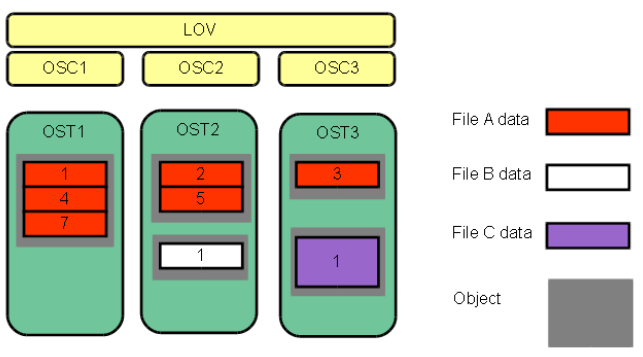 LOV
OSC1 OSC2 OSC3
OST1 OST2 OST3
1 2 3
4 5
7
1 1
File A data
File B data
File C data
Object